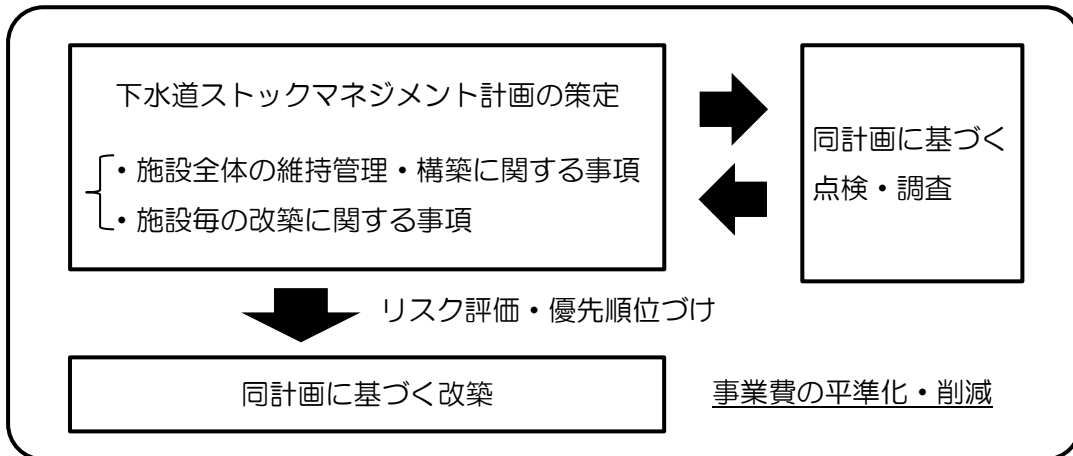 下水道ストックマネジメント計画の策定
・施設全体の維持管理・構築に関する事項
・施設毎の改築に関する事項
同計画に基づく
点検・調査
リスク評価・優先順位づけ
同計画に基づく改築
事業費の平準化・削減